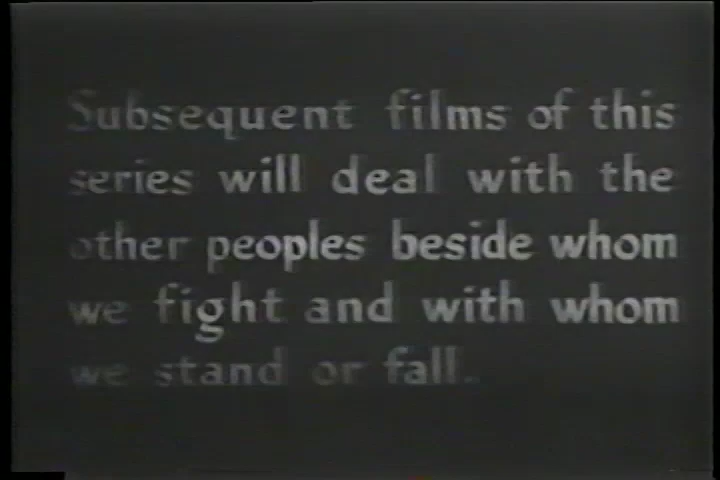 Subsequent films of this
series will deal with the
other peoples beside whom
we fight and with whom
we stand or fall.